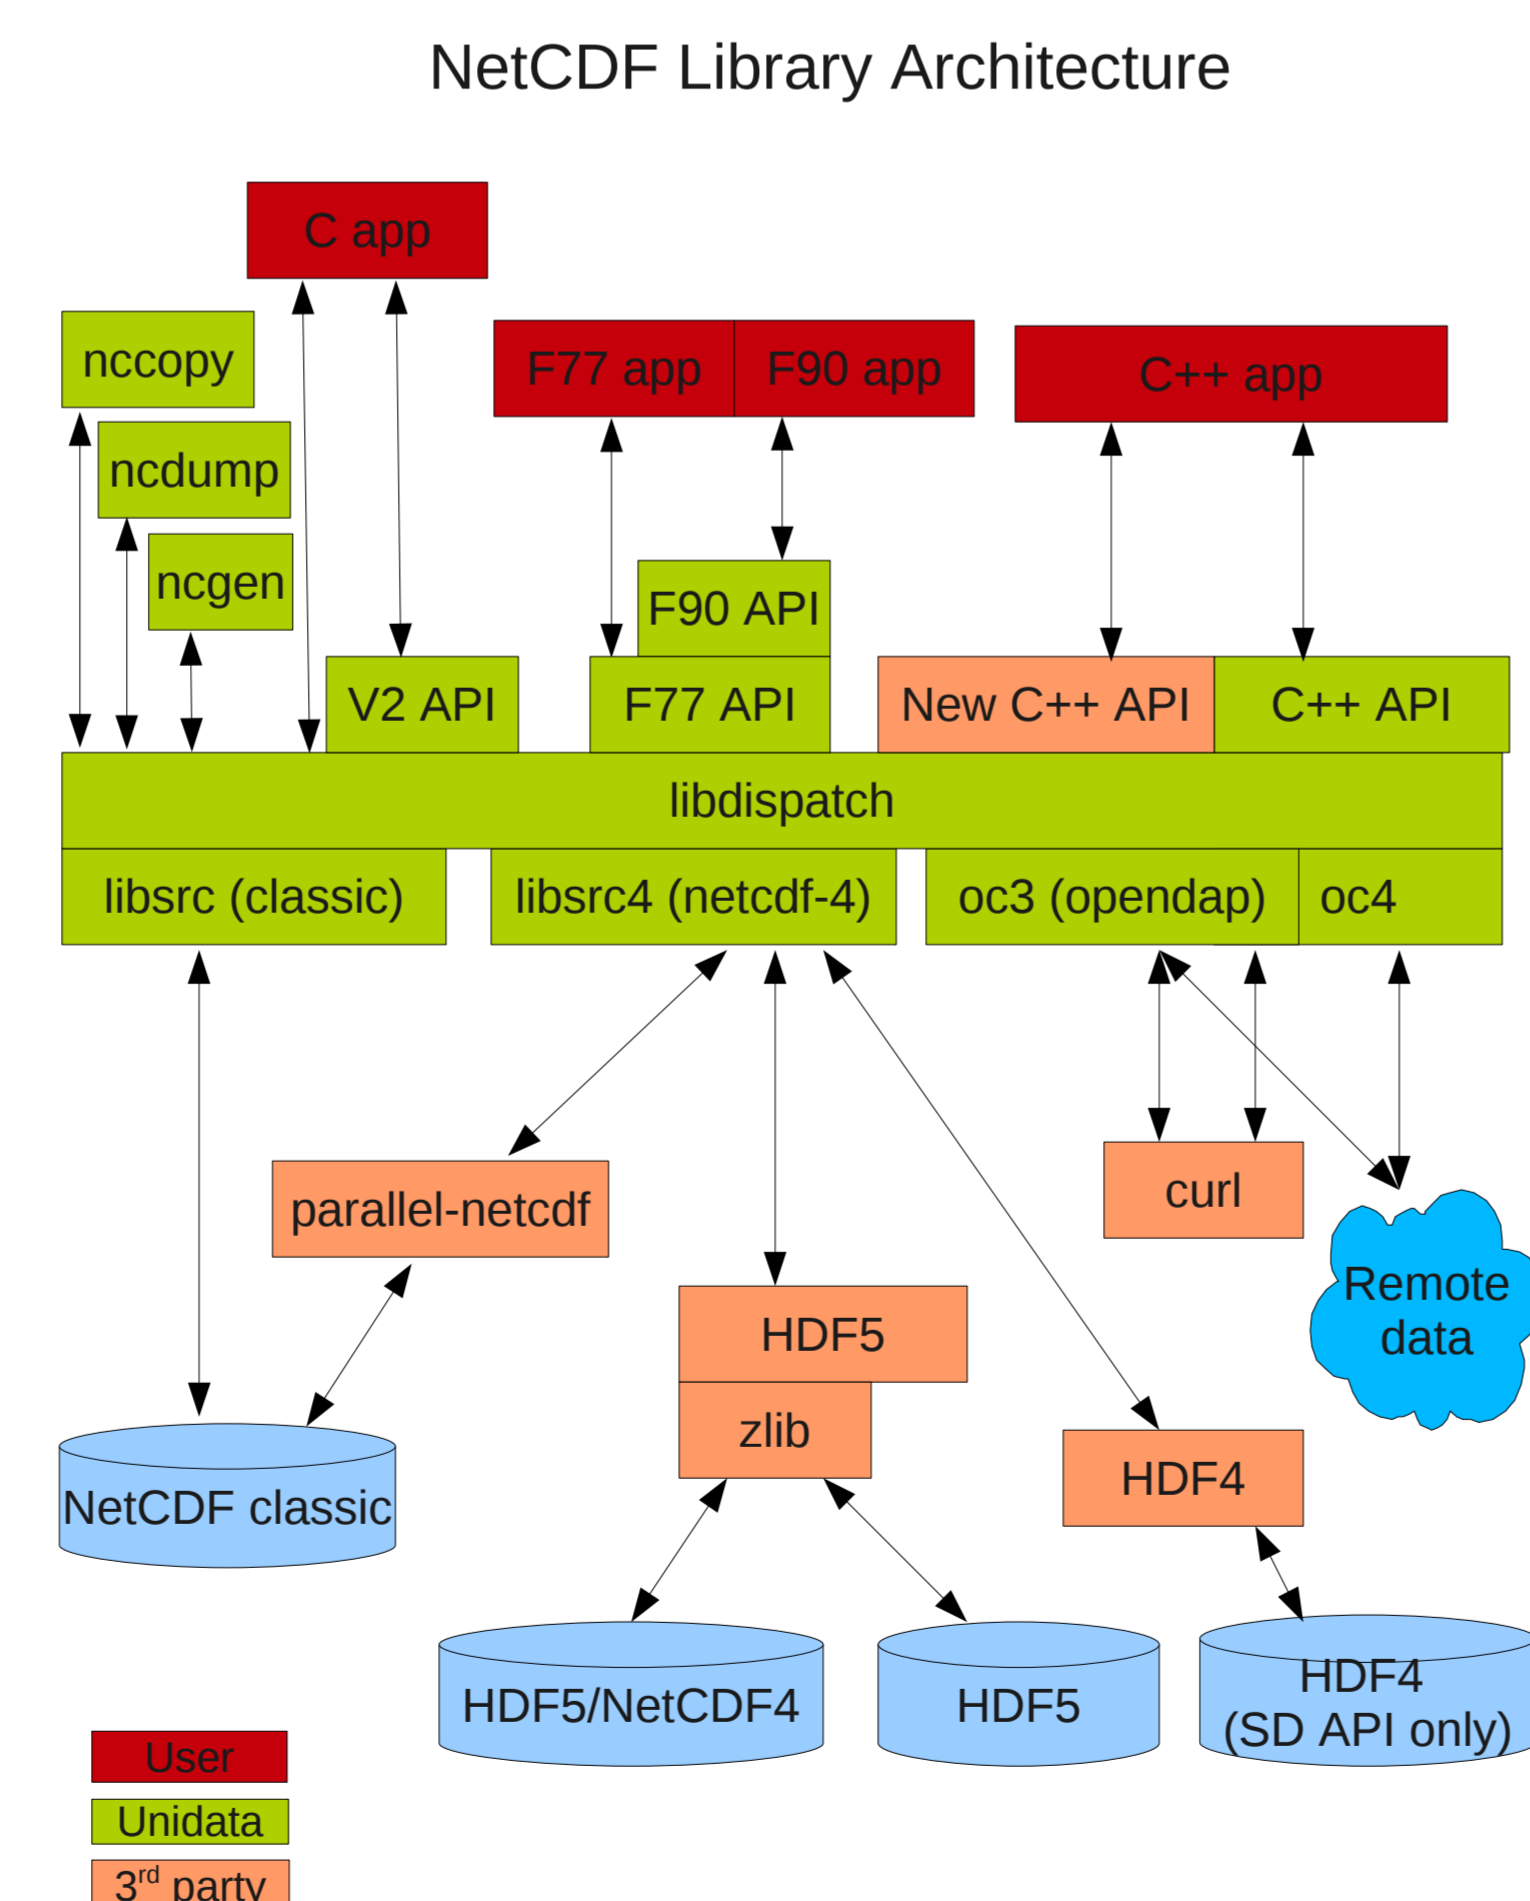 NetCDF Library Architecture
C app
nccopy
F77 app
F90 app
C++ app
ncdump
ncgen
F90 API
V2 API
F77 API
New C++ API
C++ API
libdispatch
libsrc (classic)
libsrc4 (netcdf-4)
oc3 (opendap)
oc4
parallel-netcdf
curl
Remote
data
HDF5
zlib
HDF4
NetCDF classic
HDF5/NetCDF4
HDF5
HDF4
(SD API only)
User
Unidata
3rd party